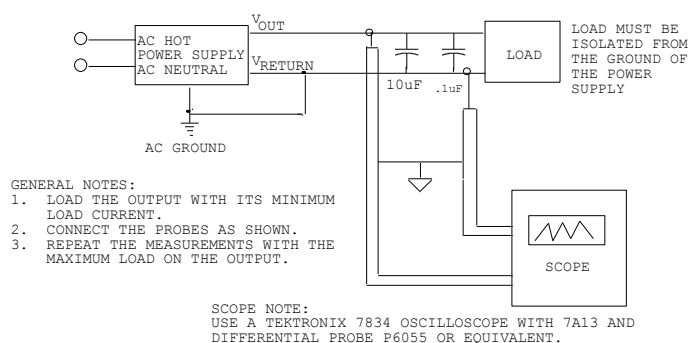 V OUT
AC HOT
POWER SUPPLY
AC NEUTRAL
V RETURN
10uF
.1uF
LOAD
LOAD MUST BE
ISOLATED FROM
THE GROUND OF
THE POWER
SUPPLY
AC GROUND
GENERAL NOTES:
1. LOAD THE OUTPUT WITH ITS MINIMUM
LOAD CURRENT.
2. CONNECT THE PROBES AS SHOWN.
3. REPEAT THE MEASUREMENTS WITH THE
MAXIMUM LOAD ON THE OUTPUT.
SCOPE
SCOPE NOTE:
USE A TEKTRONIX 7834 OSCILLOSCOPE WITH 7A13 AND
DIFFERENTIAL PROBE P6055 OR EQUIVALENT.